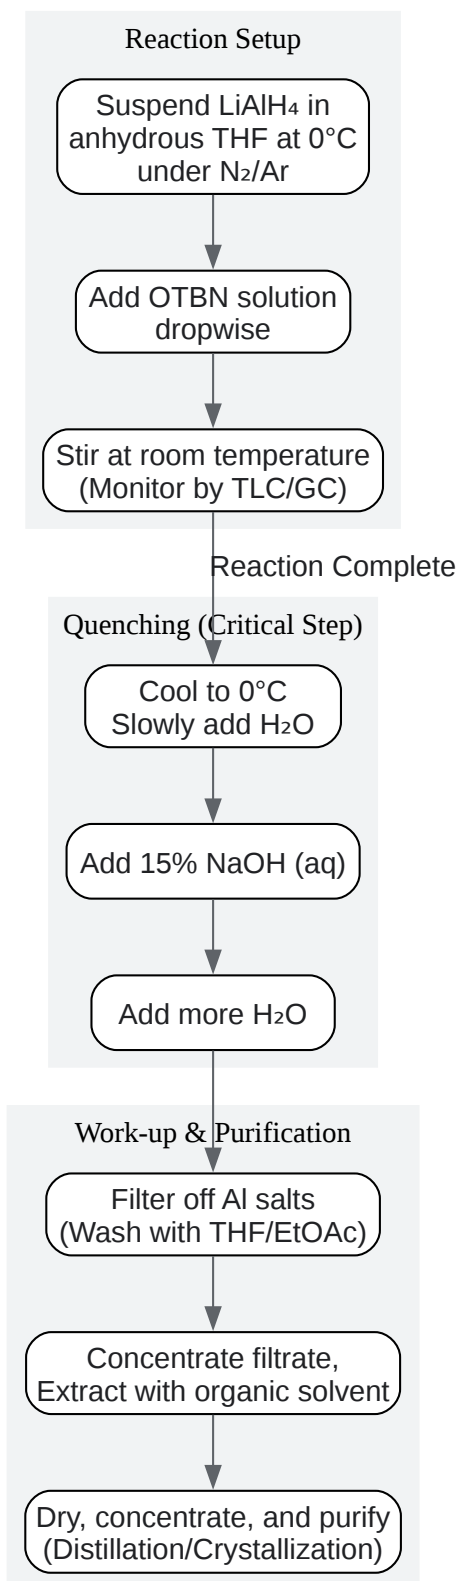 Reaction Setup
Suspend LiAlH₄ in
anhydrous THF at 0°C
under N₂/Ar
Add OTBN solution
dropwise
Stir at room temperature
(Monitor by TLC/GC)
Reaction Complete
Quenching (Critical Step)
Cool to 0°C
Slowly add H₂O
Add 15% NaOH (aq)
Add more H₂O
Work-up & Purification
Filter off Al salts
(Wash with THF/EtOAc)
Concentrate filtrate,
Extract with organic solvent
Dry, concentrate, and purify
(Distillation/Crystallization)